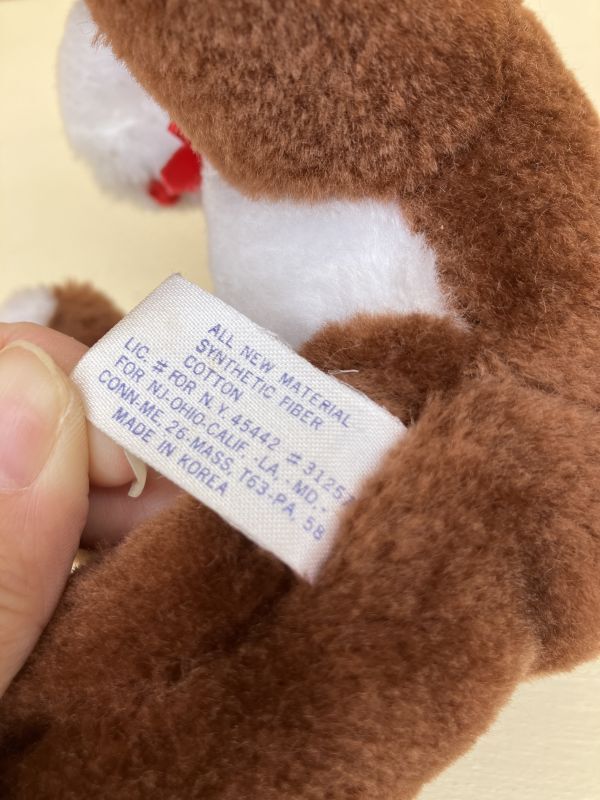 ALL NEW MATERIAL
SYNTHETIC FIBER
COTTON
LIC. # FOR N.Y. 45442 #31257
FOR NJ-OHIO-CALIF. -LA, -MD, -
CONN-ME, 26-MASS, T63-PA, 58
MADE IN KOREA